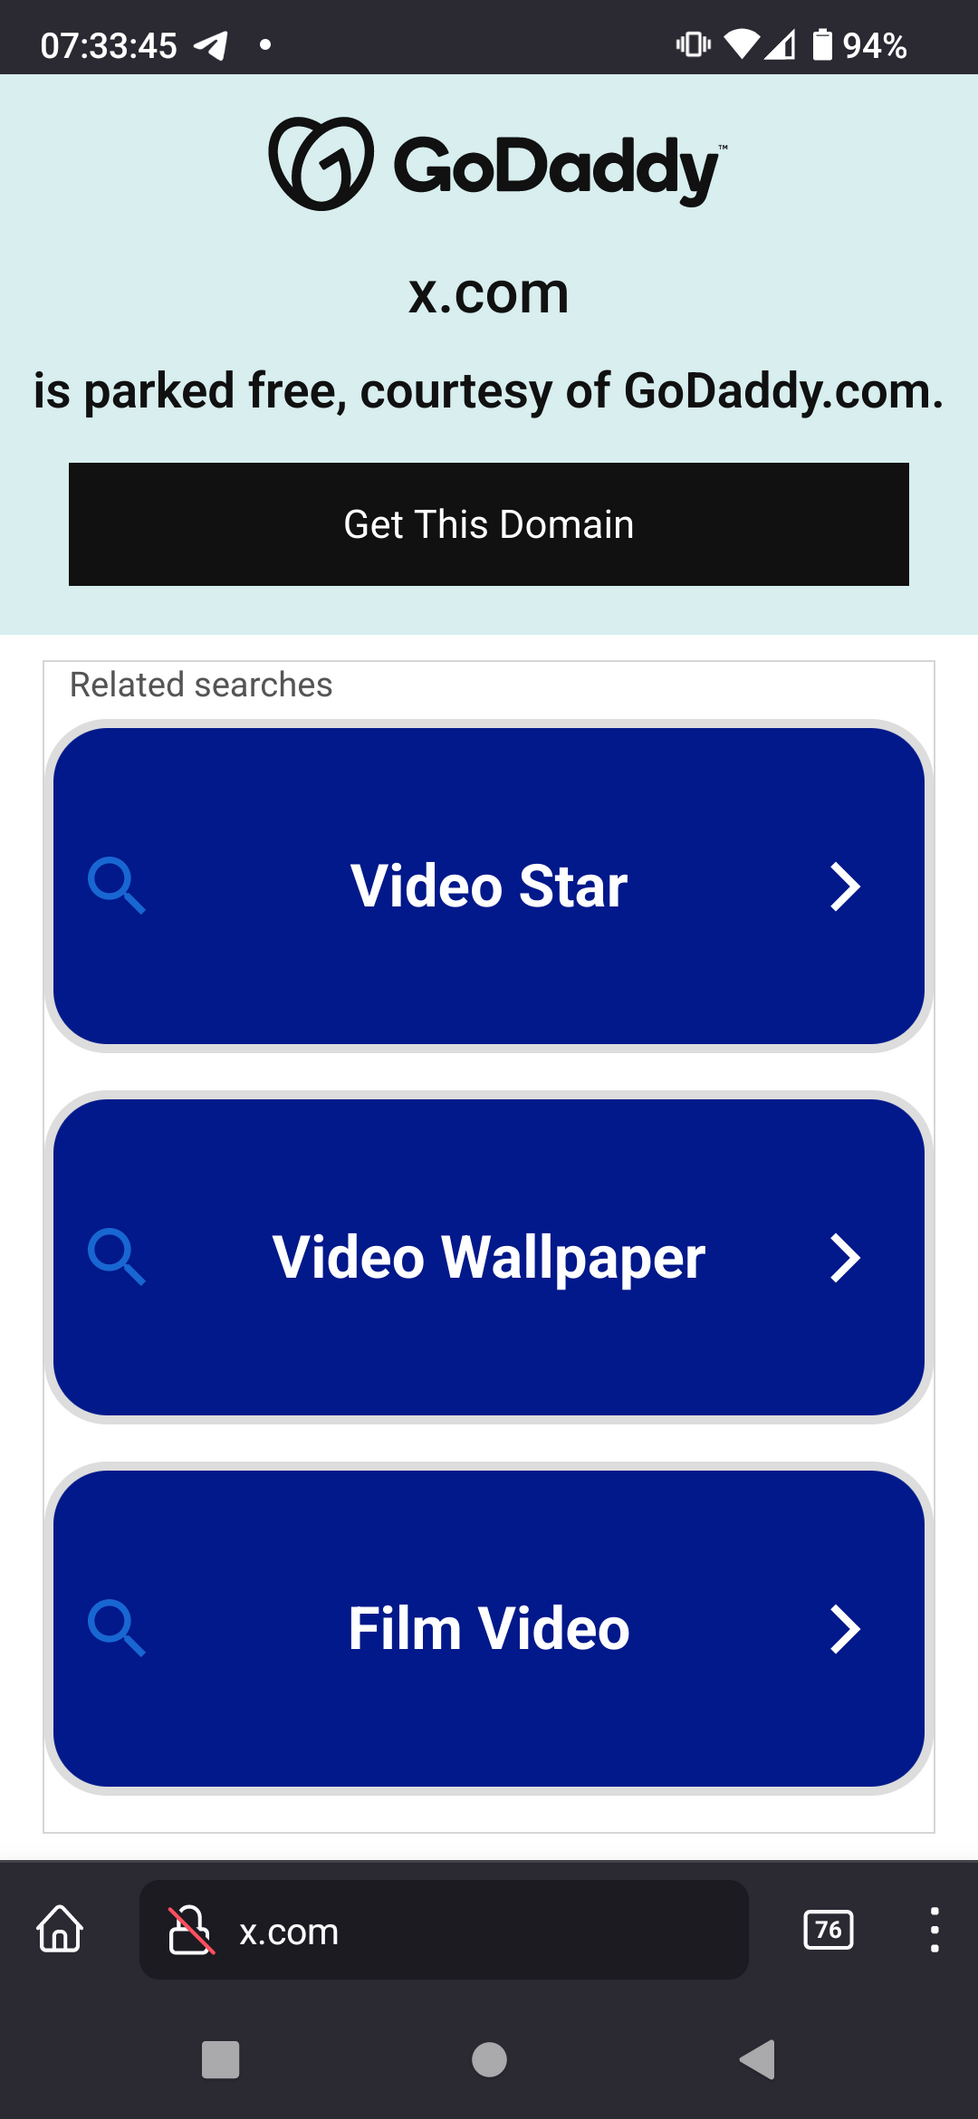 07:33:45
94%
GoDaddy™
x.com
is parked free, courtesy of GoDaddy.com.
Get This Domain
Related searches
Video Star
Video Wallpaper
Film Video
x.com
76